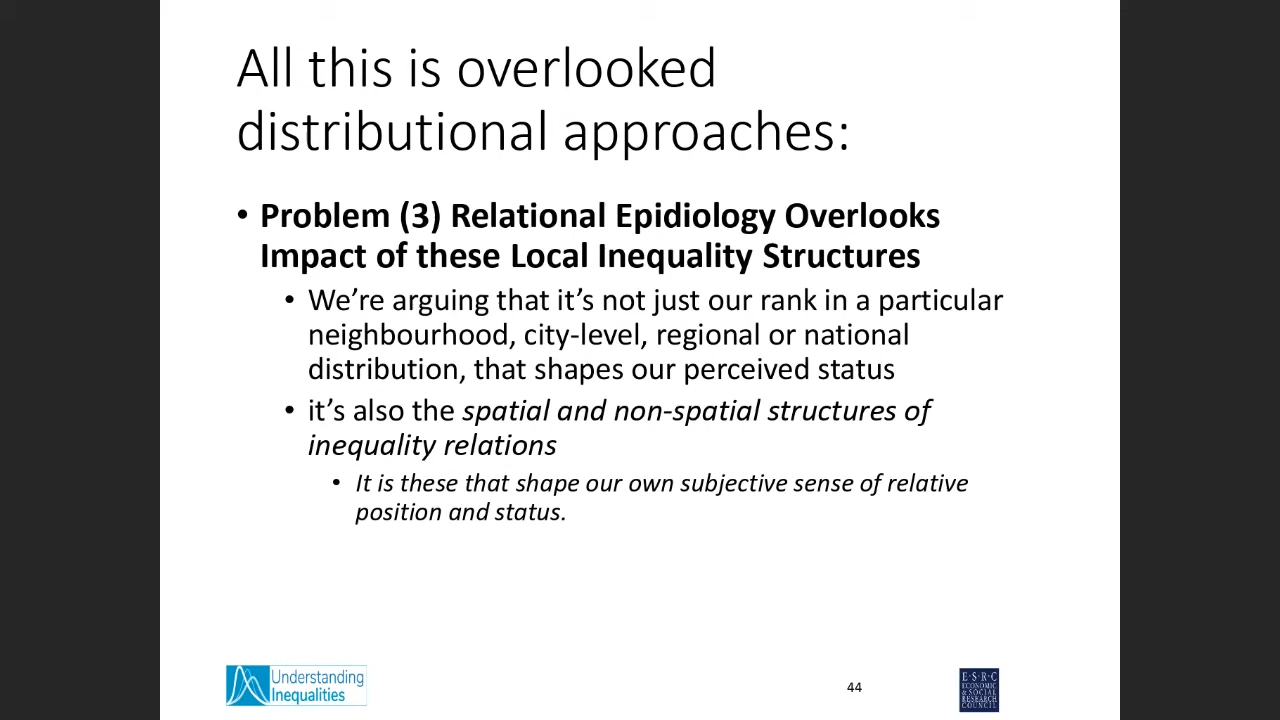 All this is overlooked
distributional approaches:
• Problem (3) Relational Epidiology Overlooks
Impact of these Local Inequality Structures
• We’re arguing that it’s not just our rank in a particular
neighbourhood, city-level, regional or national
distribution, that shapes our perceived status
• it’s also the spatial and non-spatial structures of
inequality relations
• It is these that shape our own subjective sense of relative
position and status.
Understanding
Inequalities
44
E·S·R·C
ECONOMIC
& SOCIAL
RESEARCH
COUNCIL